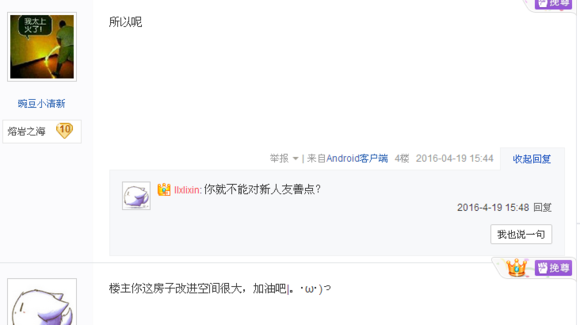 挽尊
我太上
火了!
所以呢
豌豆小清新
熔岩之海 10
举报 | 来自Android客户端 4楼 2016-04-19 15:44 收起回复
llxlixin: 你就不能对新人友善点?
2016-4-19 15:48 回复
我也说一句
挽尊
楼主你这房子改进空间很大，加油吧|。･ω･)っ